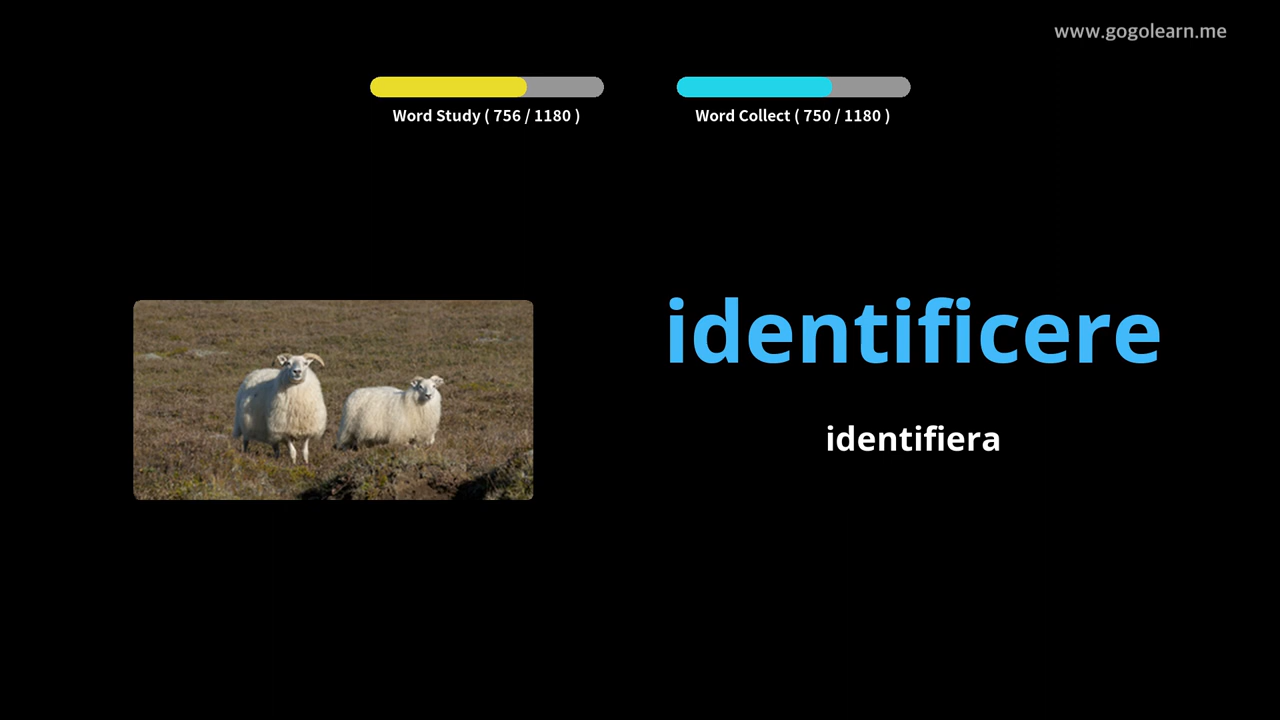 www.gogolearn.me
Word Study ( 756 / 1180 )
Word Collect ( 750 / 1180 )
identificere
identifiera